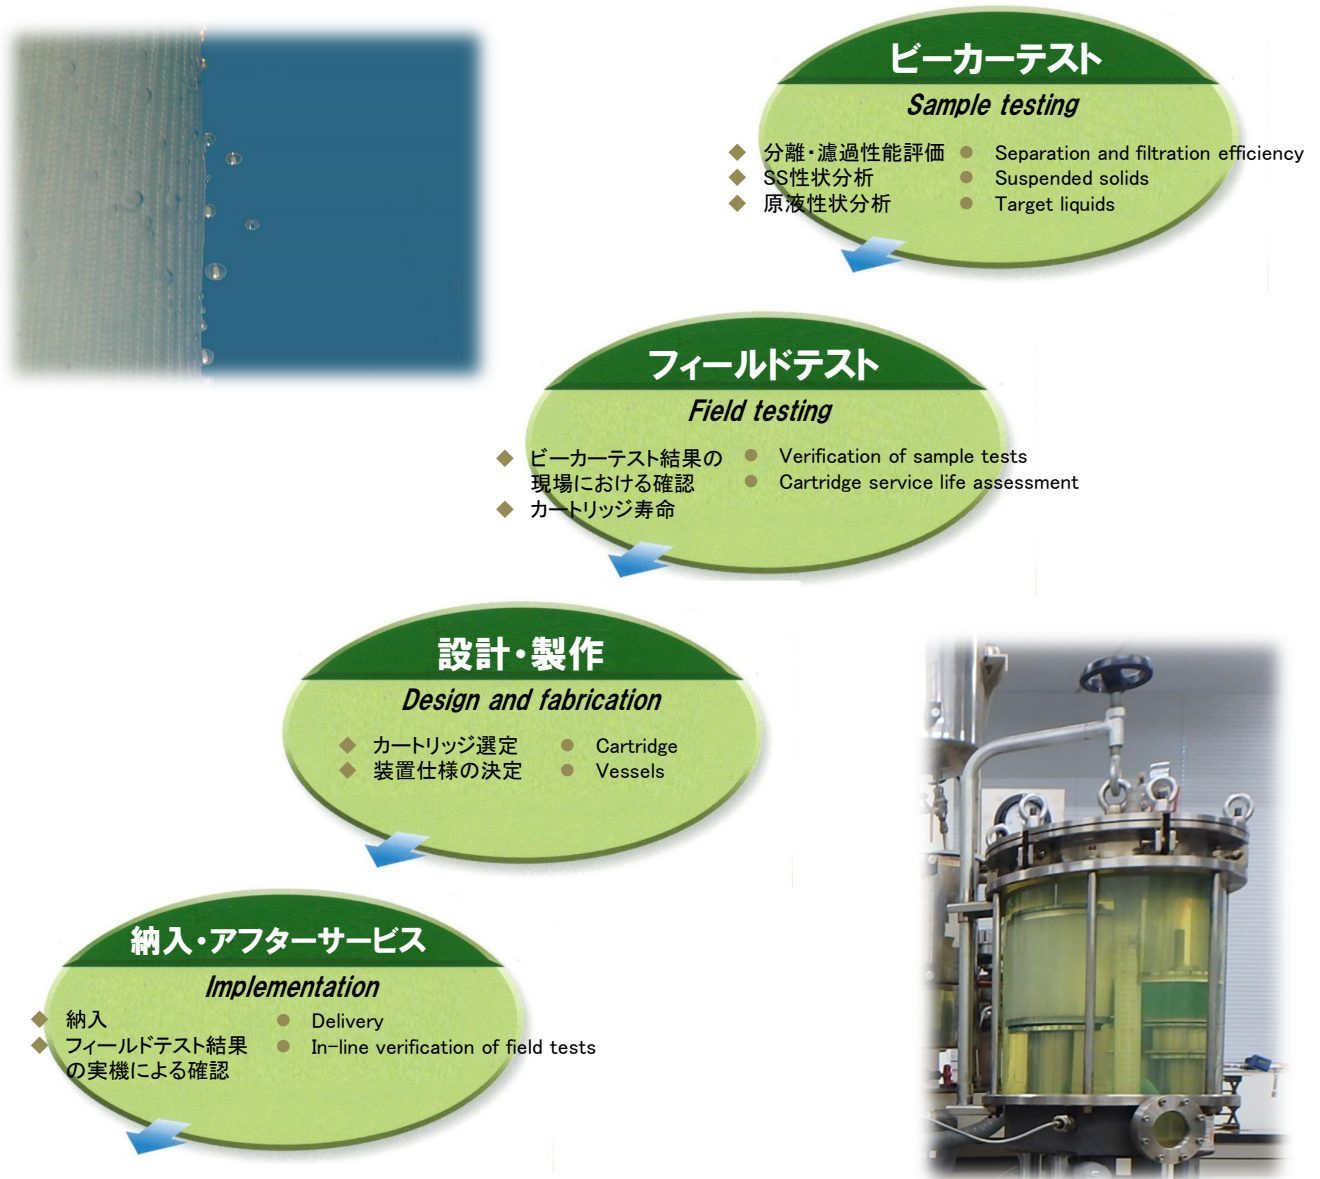 ビーカーテスト
Sample testing
◆ 分離・濾過性能評価
◆ SS性状分析
◆ 原液性状分析
● Separation and filtration efficiency
● Suspended solids
● Target liquids
フィールドテスト
Field testing
◆ ビーカーテスト結果の
現場における確認
◆ カートリッジ寿命
● Verification of sample tests
● Cartridge service life assessment
設計・製作
Design and fabrication
◆ カートリッジ選定
◆ 装置仕様の決定
● Cartridge
● Vessels
納入・アフターサービス
Implementation
◆ 納入
◆ フィールドテスト結果
の実機による確認
● Delivery
● In-line verification of field tests